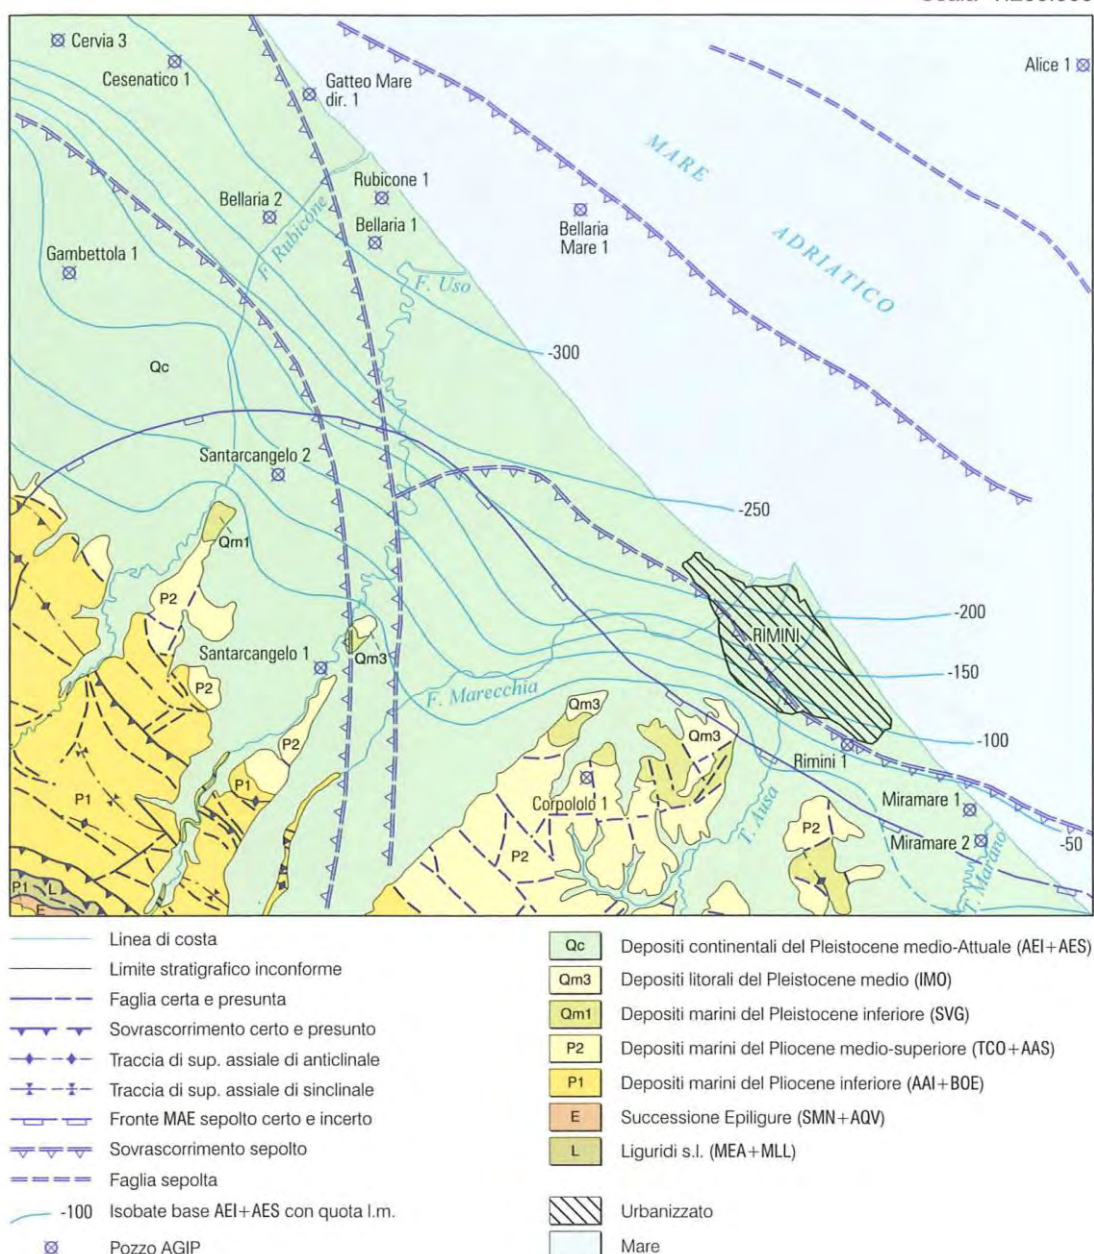 Cervia 3
Cesenatico 1
Gatteo Mare
dir. 1
Alice 1
MARE
ADRIATICO
Rubicone 1
Bellaria 2
Bellaria 1
Bellaria
Mare 1
F. Rubicone
Gambettola 1
F. Uso
-300
Qc
Santarcangelo 2
-250
Qm1
P2
RIMINI
-200
Santarcangelo 1
Qm3
-150
P2
F. Marecchia
Qm3
Qm3
P2
-100
Rimini 1
P1
P1
Corpololo 1
T. Ausa
Miramare 1
P2
P2
Miramare 2
-50
T. Marano
P1
L
E
Linea di costa
Limite stratigrafico inconforme
Faglia certa e presunta
Sovrascorrimento certo e presunto
Traccia di sup. assiale di anticlinale
Traccia di sup. assiale di sinclinale
Fronte MAE sepolto certo e incerto
Sovrascorrimento sepolto
Faglia sepolta
-100 Isobate base AEI+AES con quota l.m.
Pozzo AGIP
Qc Depositi continentali del Pleistocene medio-Attuale (AEI+AES)
Qm3 Depositi litorali del Pleistocene medio (IMO)
Qm1 Depositi marini del Pleistocene inferiore (SVG)
P2 Depositi marini del Pliocene medio-superiore (TCO+AAS)
P1 Depositi marini del Pliocene inferiore (AAI+BOE)
E Successione Epiligure (SMN+AQV)
L Liguridi s.l. (MEA+MLL)
Urbanizzato
Mare